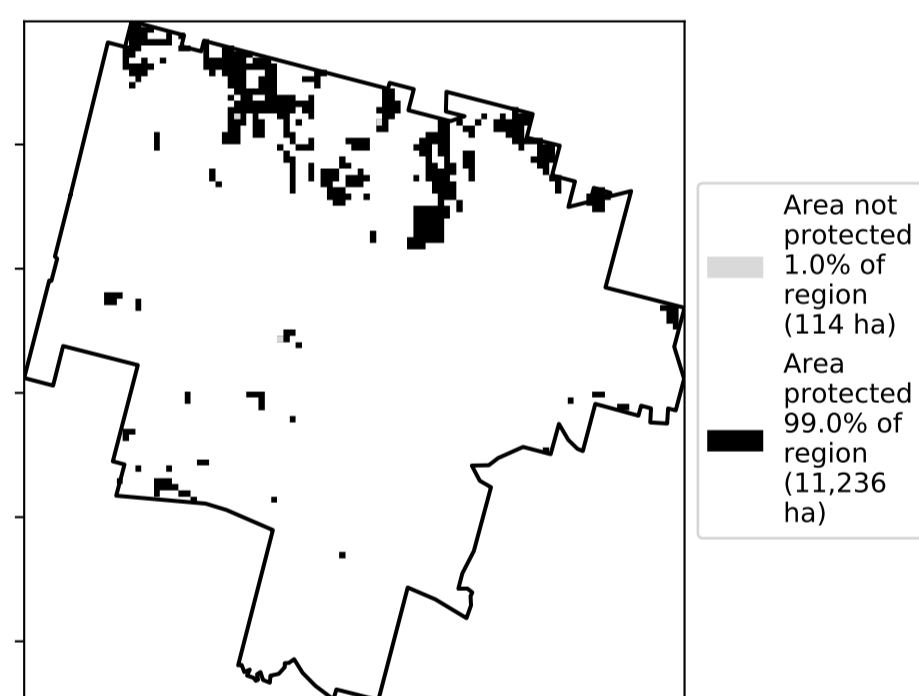 Area not
protected
1.0% of
region
(114 ha)
Area
protected
99.0% of
region
(11,236
ha)